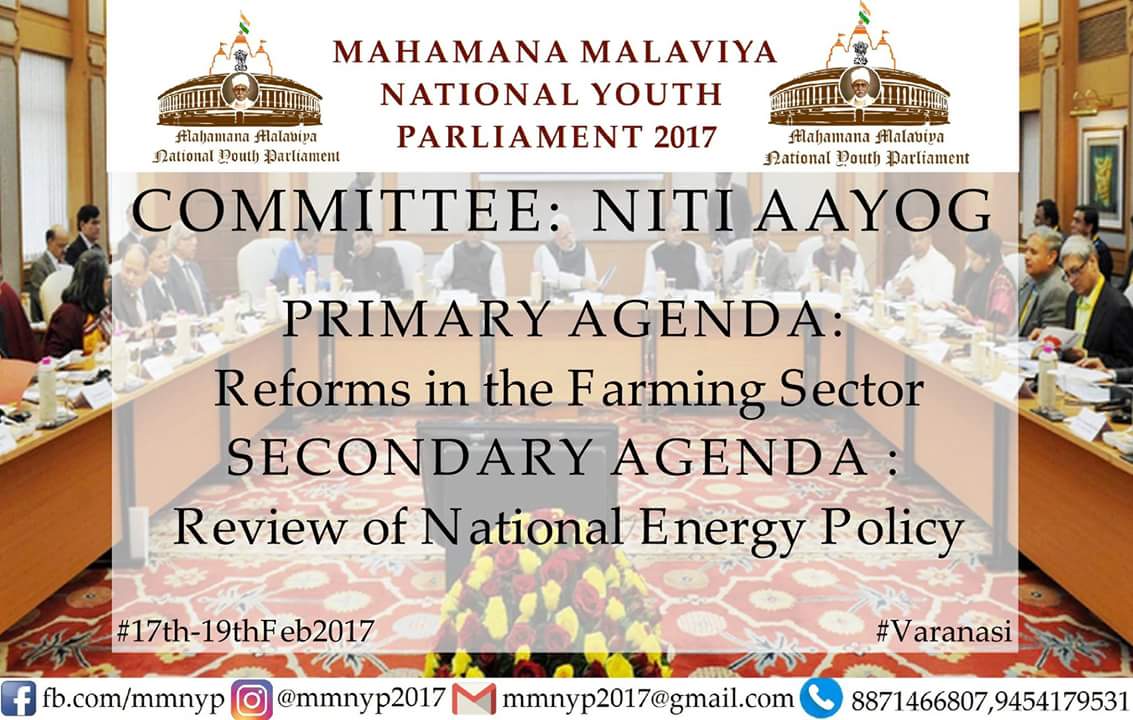 MAHAMANA MALAVIYA
NATIONAL YOUTH
PARLIAMENT 2017
Mahamana Malaviya
National Youth Parliament
Mahamana Malaviya
National Youth Parliament
COMMITTEE: NITI AAYOG
PRIMARY AGENDA:
Reforms in the Farming Sector
SECONDARY AGENDA :
Review of National Energy Policy
#17th-19thFeb2017
#Varanasi
fb.com/mmnyp @mmnyp2017 mmnyp2017@gmail.com 8871466807,9454179531